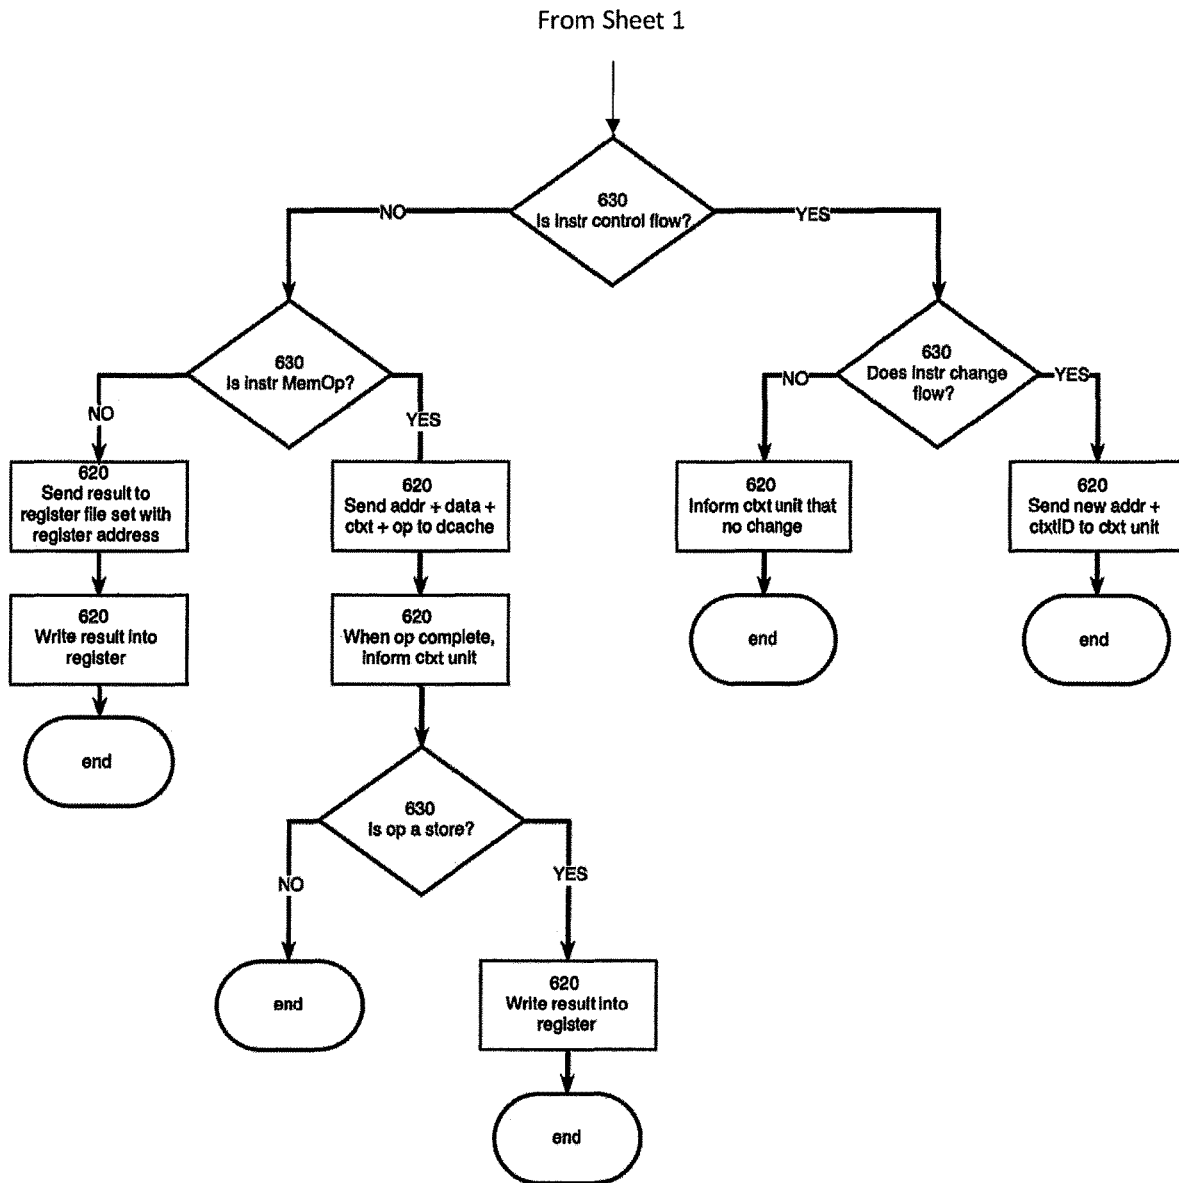 From Sheet 1
630
Is instr control flow?
NO
YES
630
Is instr MemOp?
630
Does instr change
flow?
NO
YES
NO
YES
620
Send result to
register file set with
register address
620
Send addr + data +
ctxt + op to dcache
620
Inform ctxt unit that
no change
620
Send new addr +
ctxtID to ctxt unit
620
Write result into
register
620
When op complete,
inform ctxt unit
end
end
end
630
Is op a store?
NO
YES
end
620
Write result into
register
end